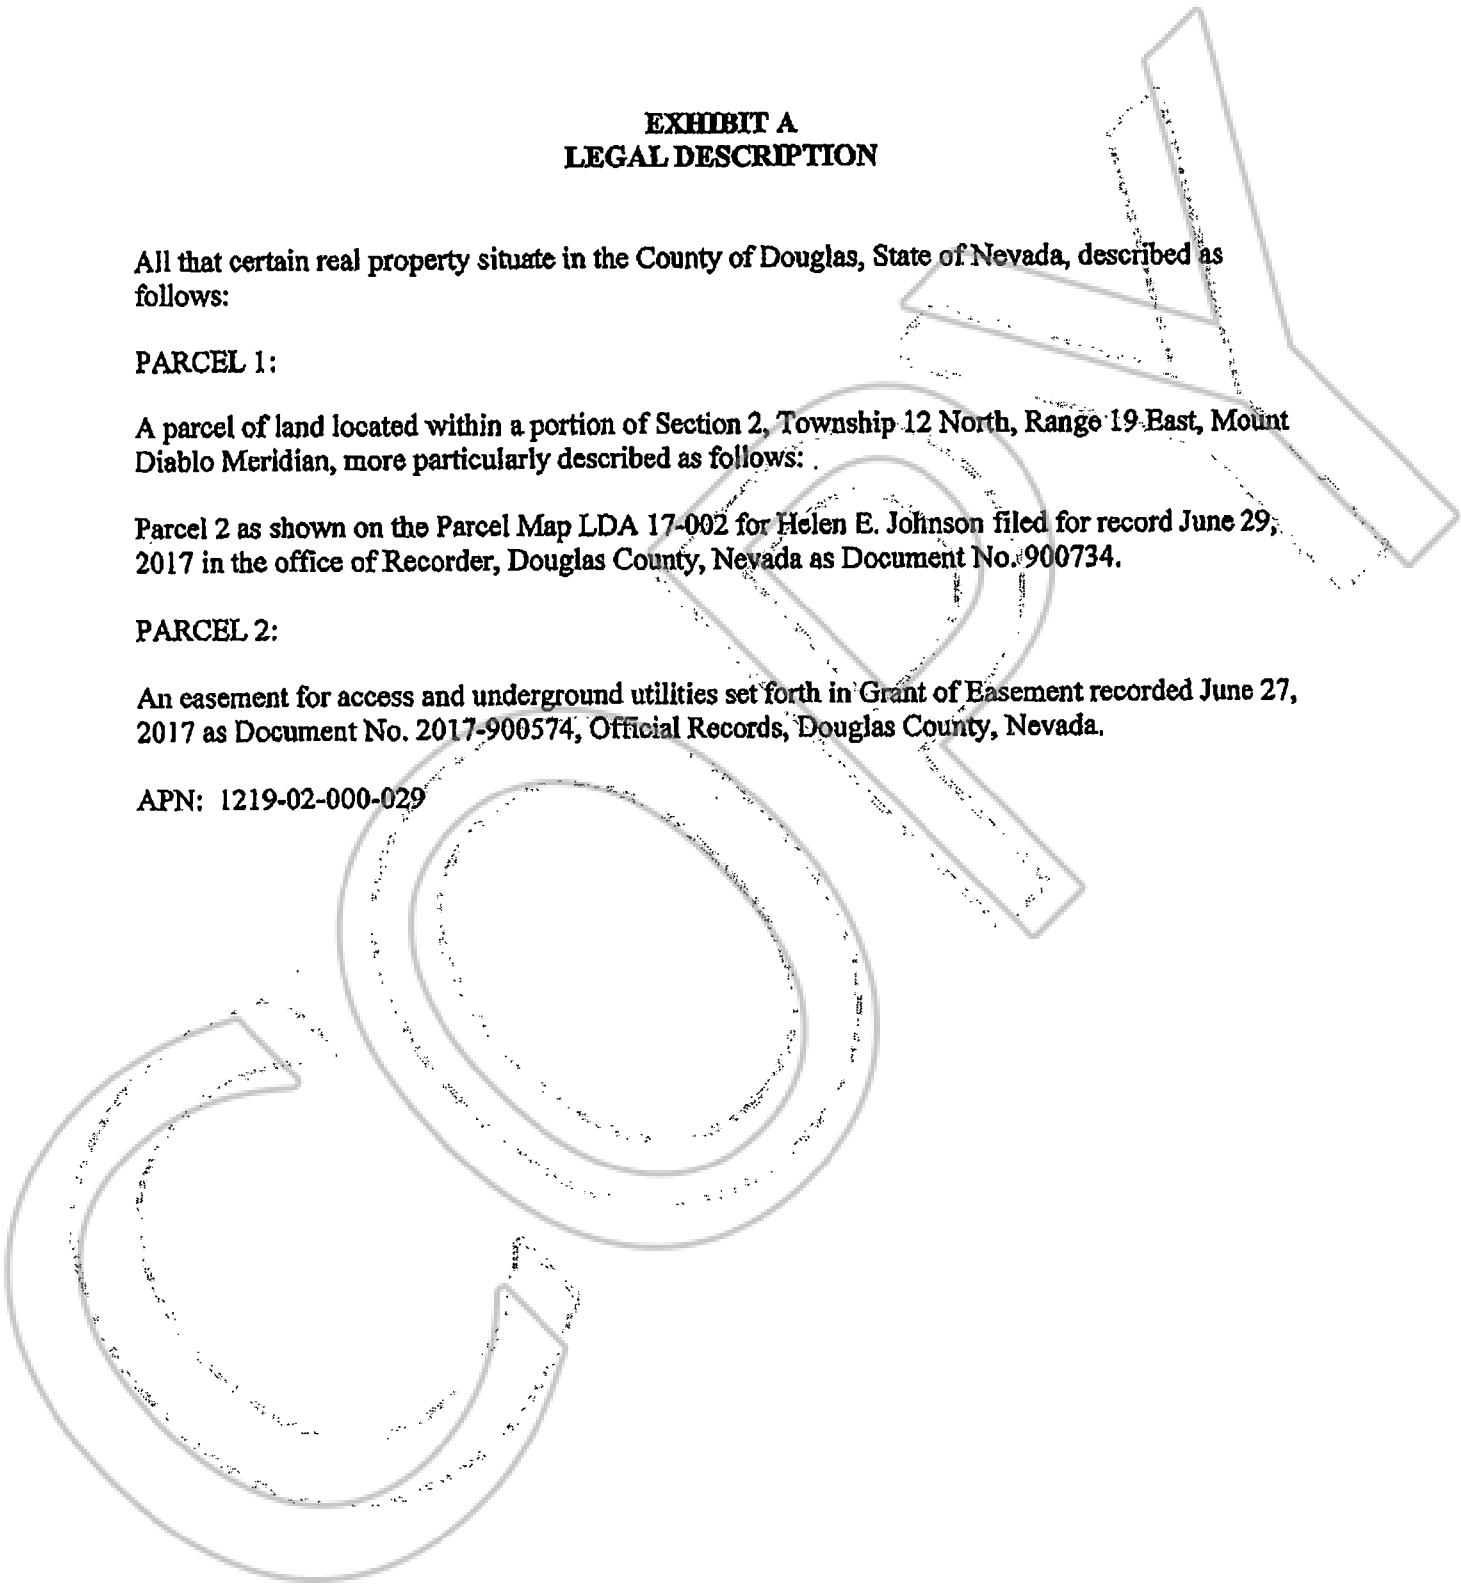 EXHIBIT A
LEGAL DESCRIPTION
All that certain real property situate in the County of Douglas, State of Nevada, described as
follows:
PARCEL 1:
A parcel of land located within a portion of Section 2, Township 12 North, Range 19 East, Mount
Diablo Meridian, more particularly described as follows: .
Parcel 2 as shown on the Parcel Map LDA 17-002 for Helen E. Johnson filed for record June 29,
2017 in the office of Recorder, Douglas County, Nevada as Document No. 900734.
PARCEL 2:
An easement for access and underground utilities set forth in Grant of Easement recorded June 27,
2017 as Document No. 2017-900574, Official Records, Douglas County, Nevada.
APN: 1219-02-000-029
COPY